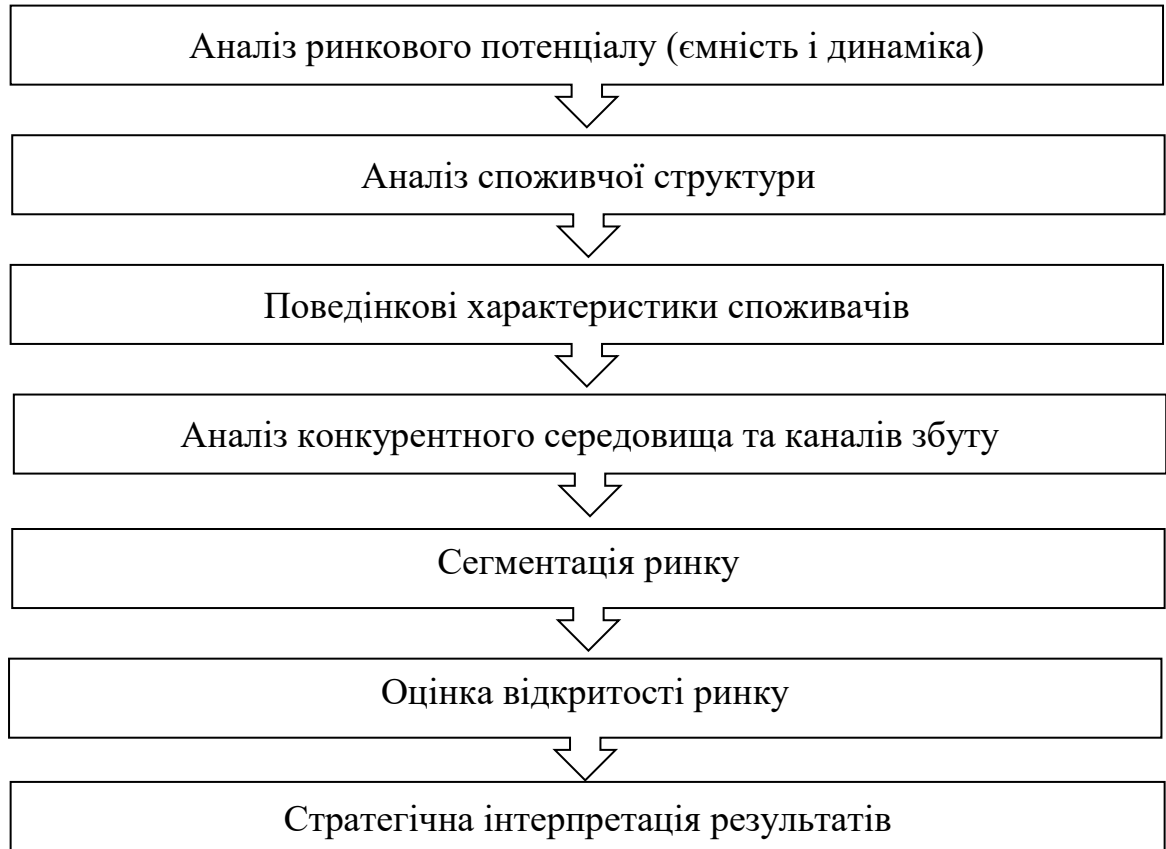 Аналіз ринкового потенціалу (ємність і динаміка)
Аналіз споживчої структури
Поведінкові характеристики споживачів
Аналіз конкурентного середовища та каналів збуту
Сегментація ринку
Оцінка відкритості ринку
Стратегічна інтерпретація результатів